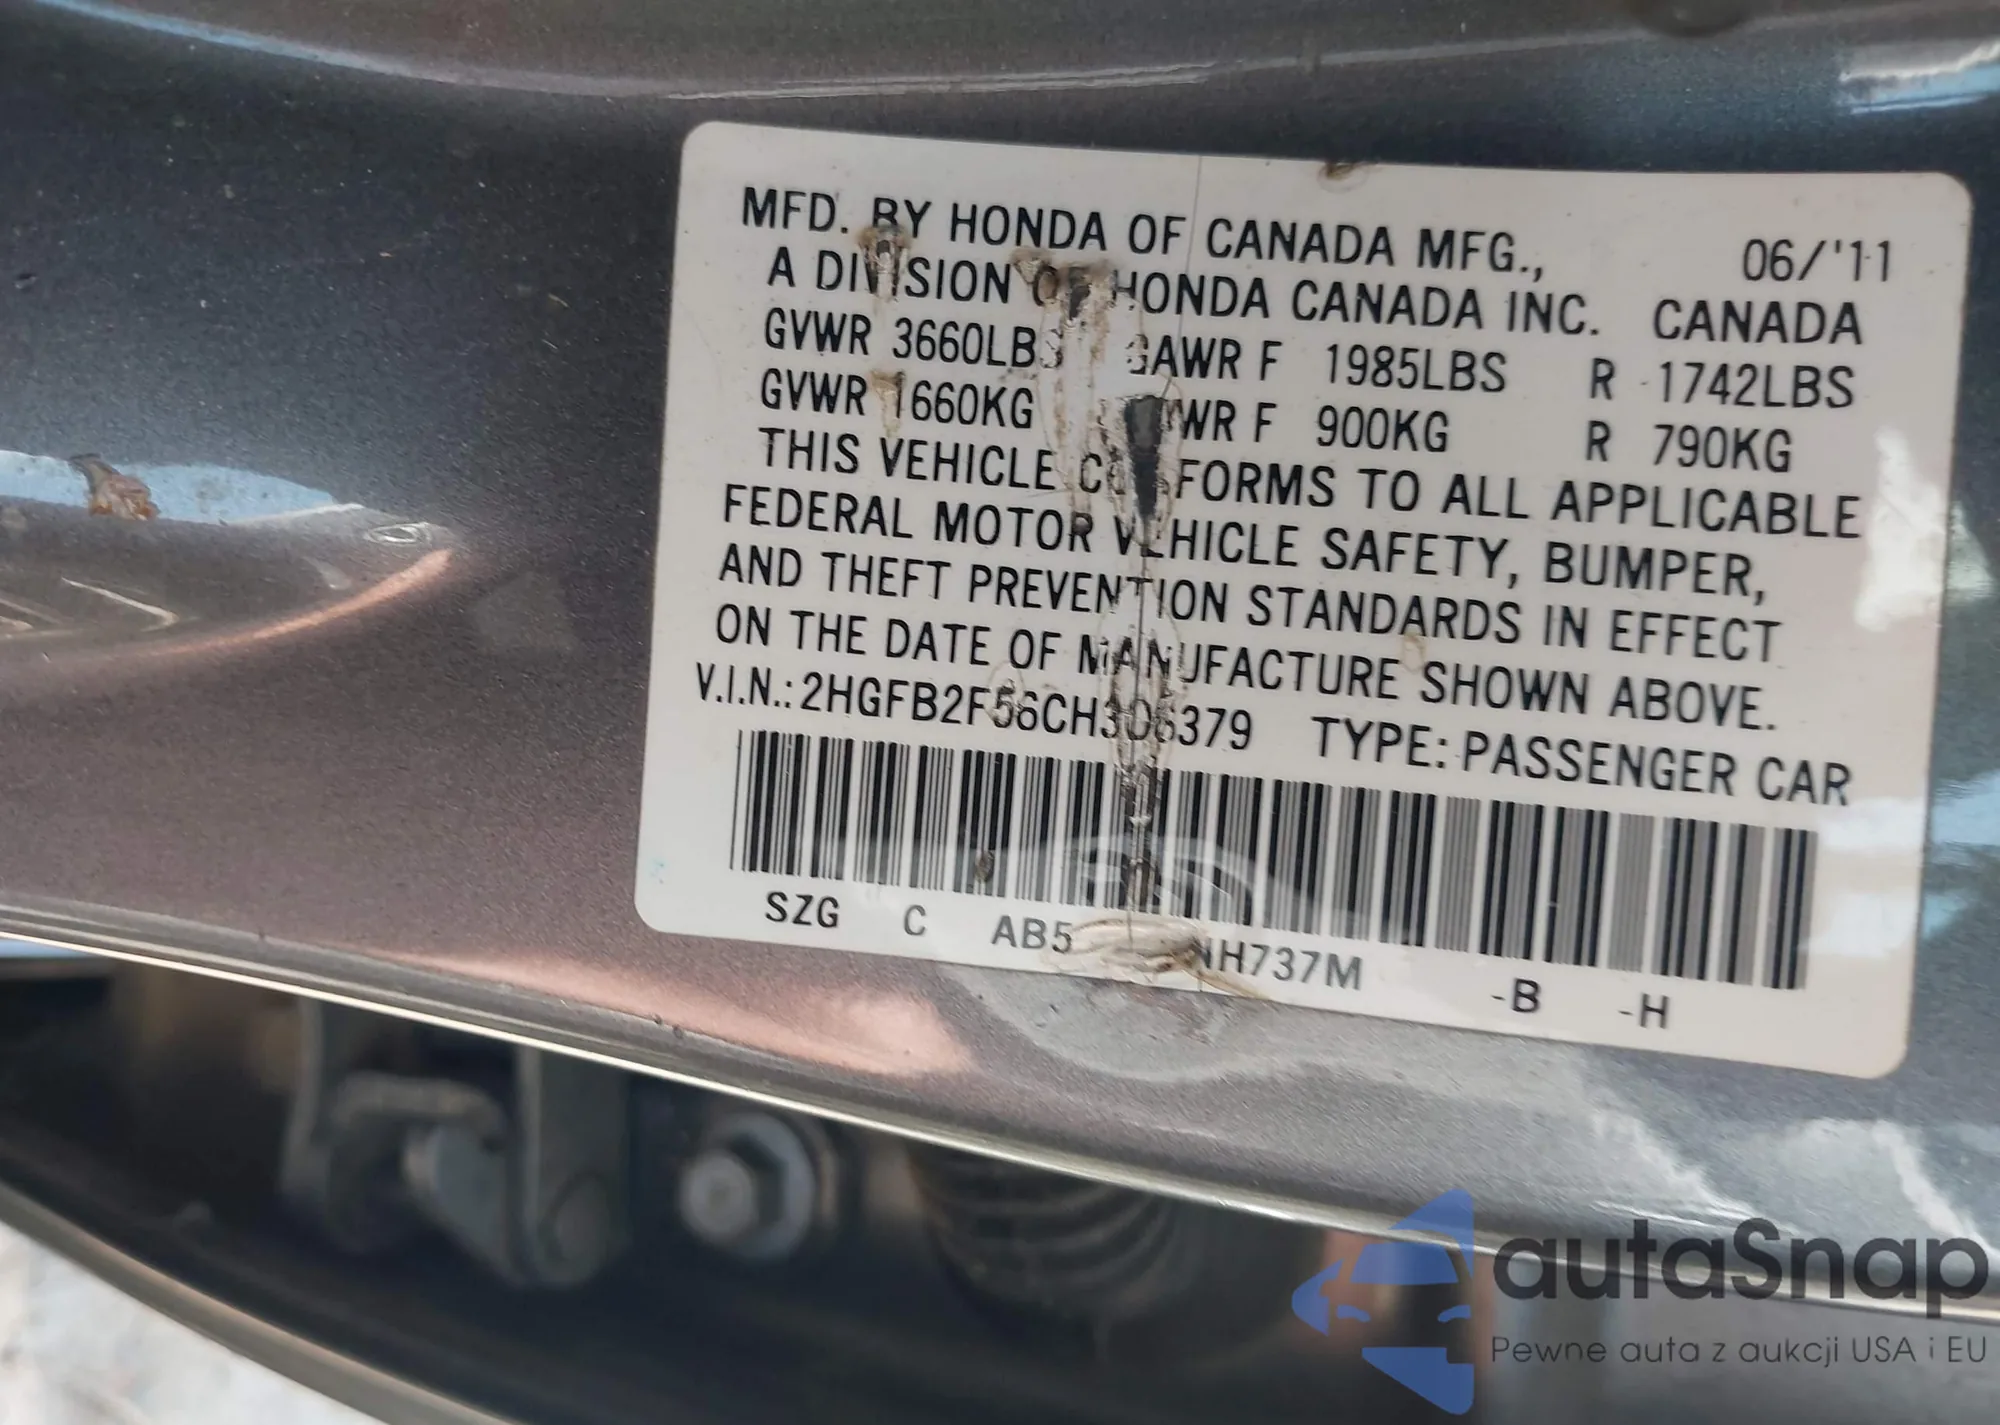 MFD. BY HONDA OF CANADA MFG., 06/'11
A DIVISION OF HONDA CANADA INC. CANADA
GVWR 3660LBS GAWR F 1985LBS R 1742LBS
GVWR 1660KG GAWR F 900KG R 790KG
THIS VEHICLE CONFORMS TO ALL APPLICABLE
FEDERAL MOTOR VEHICLE SAFETY, BUMPER,
AND THEFT PREVENTION STANDARDS IN EFFECT
ON THE DATE OF MANUFACTURE SHOWN ABOVE.
V.I.N.: 2HGFB2F56CH306379 TYPE: PASSENGER CAR
SZG C AB5 NH737M -B -H
autaSnap
Pewne auta z aukcji USA i EU